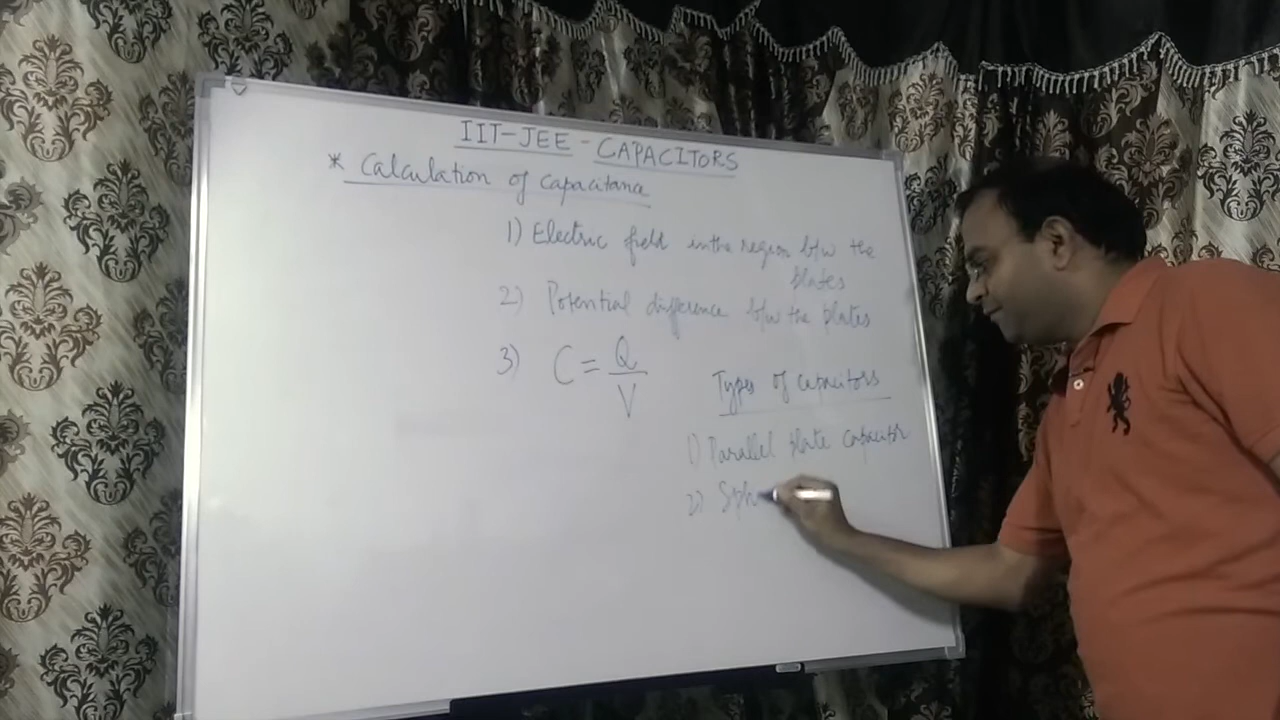 IIT-JEE - CAPACITORS
* Calculation of capacitance
1) Electric field in the region b/w the
plates
2) Potential difference b/w the plates
3) C = Q/V
Types of capacitors
1) Parallel plate capacitor
2) Sph